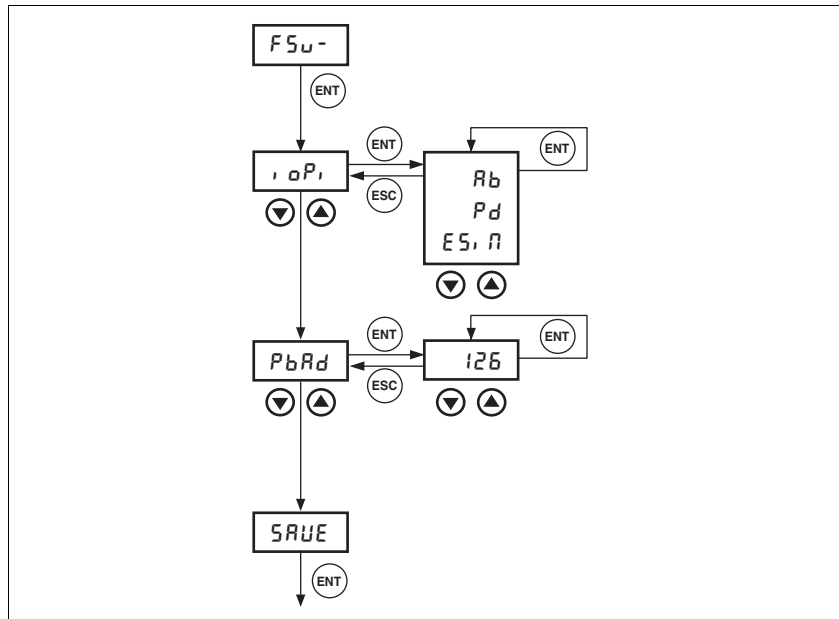 FSu-
ENT
ioPi
ENT
ESC
Ab
Pd
ESiM
ENT
PbAd
ENT
ESC
126
ENT
SAVE
ENT